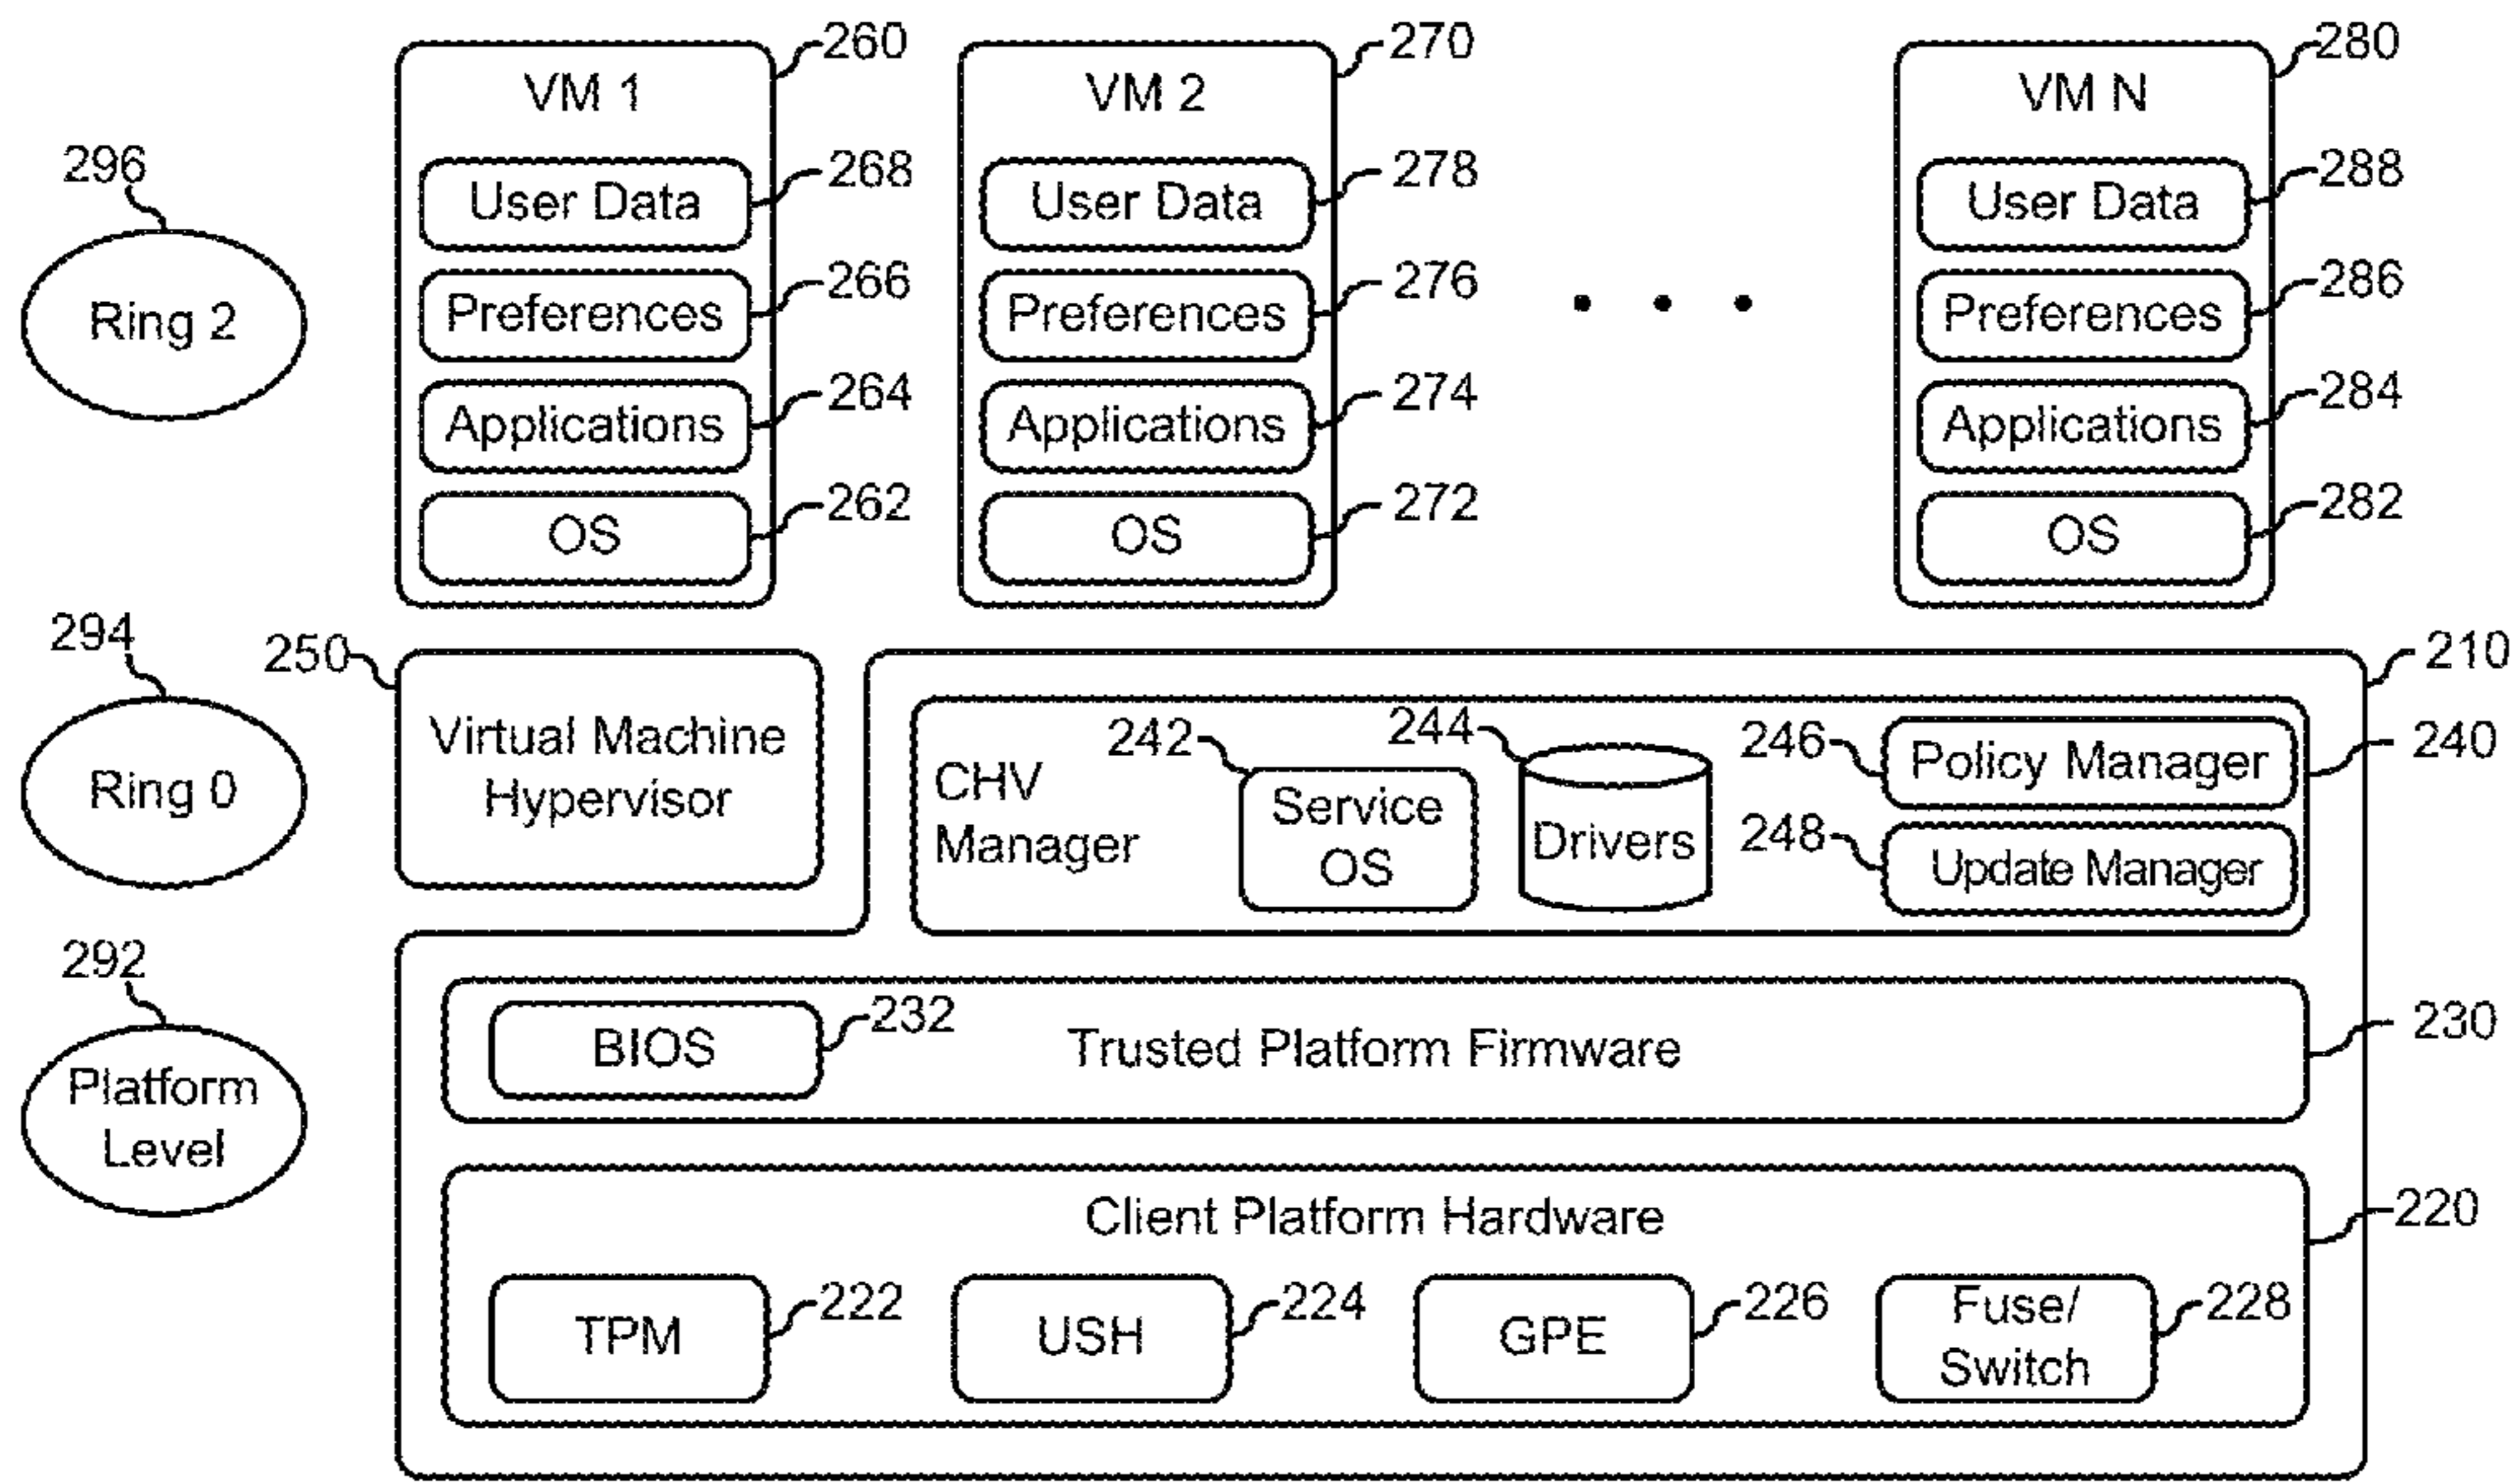 260
270
280
VM 1
VM 2
VM N
296
268
278
288
User Data
User Data
User Data
Ring 2
266
276
286
Preferences
Preferences
Preferences
264
274
284
Applications
Applications
Applications
262
272
282
OS
OS
OS
294
250
210
Ring 0
Virtual Machine
Hypervisor
CHV
Manager
242
Service
OS
244
Drivers
246
Policy Manager
240
248
Update Manager
292
Platform
Level
BIOS
232
Trusted Platform Firmware
230
Client Platform Hardware
220
TPM
222
USH
224
GPE
226
Fuse/
Switch
228